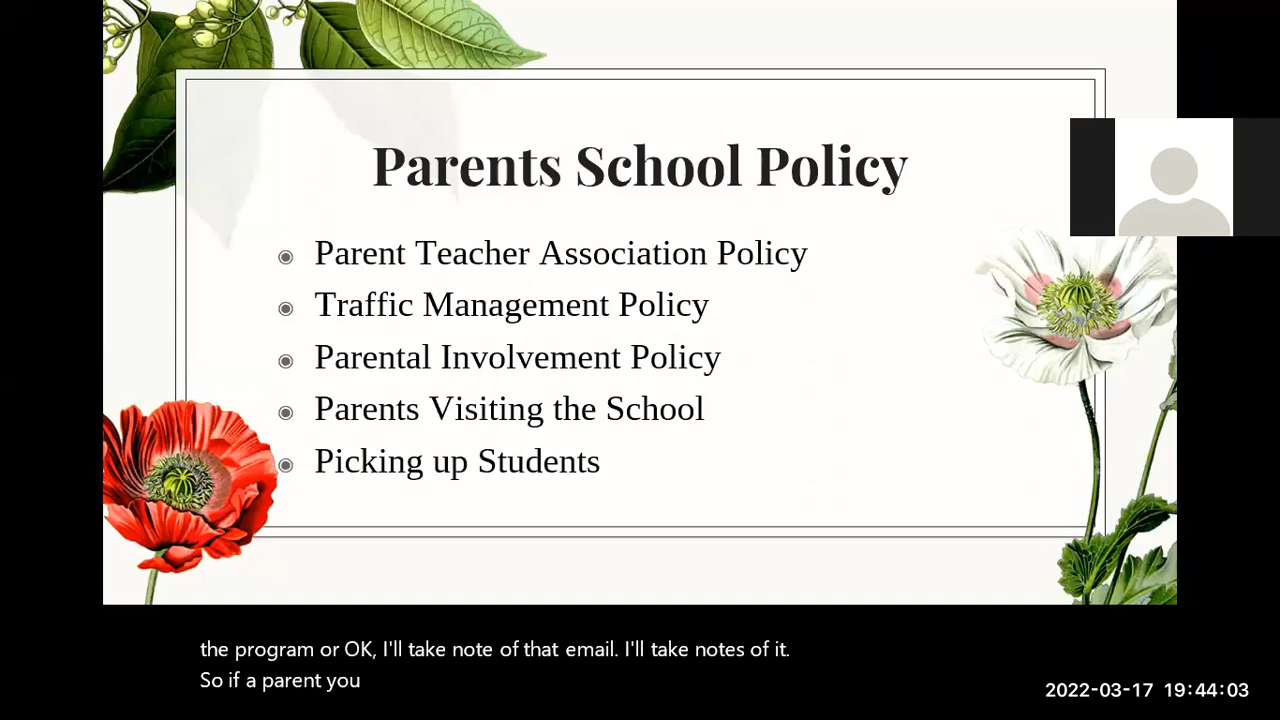 Parents School Policy
Parent Teacher Association Policy
Traffic Management Policy
Parental Involvement Policy
Parents Visiting the School
Picking up Students
the program or OK, I'll take note of that email. I'll take notes of it.
So if a parent you
2022-03-17 19:44:03